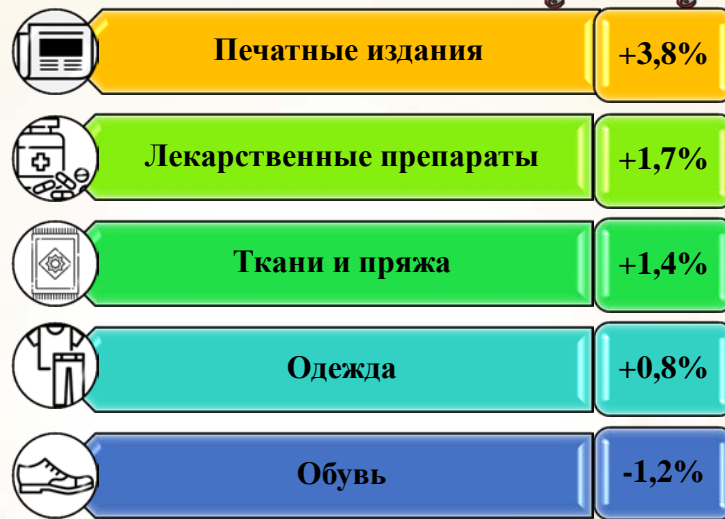 Печатные издания +3,8%
Лекарственные препараты +1,7%
Ткани и пряжа +1,4%
Одежда +0,8%
Обувь -1,2%